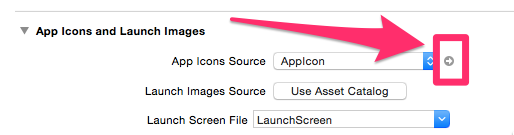 App Icons and Launch Images
App Icons Source AppIcon
Launch Images Source Use Asset Catalog
Launch Screen File LaunchScreen